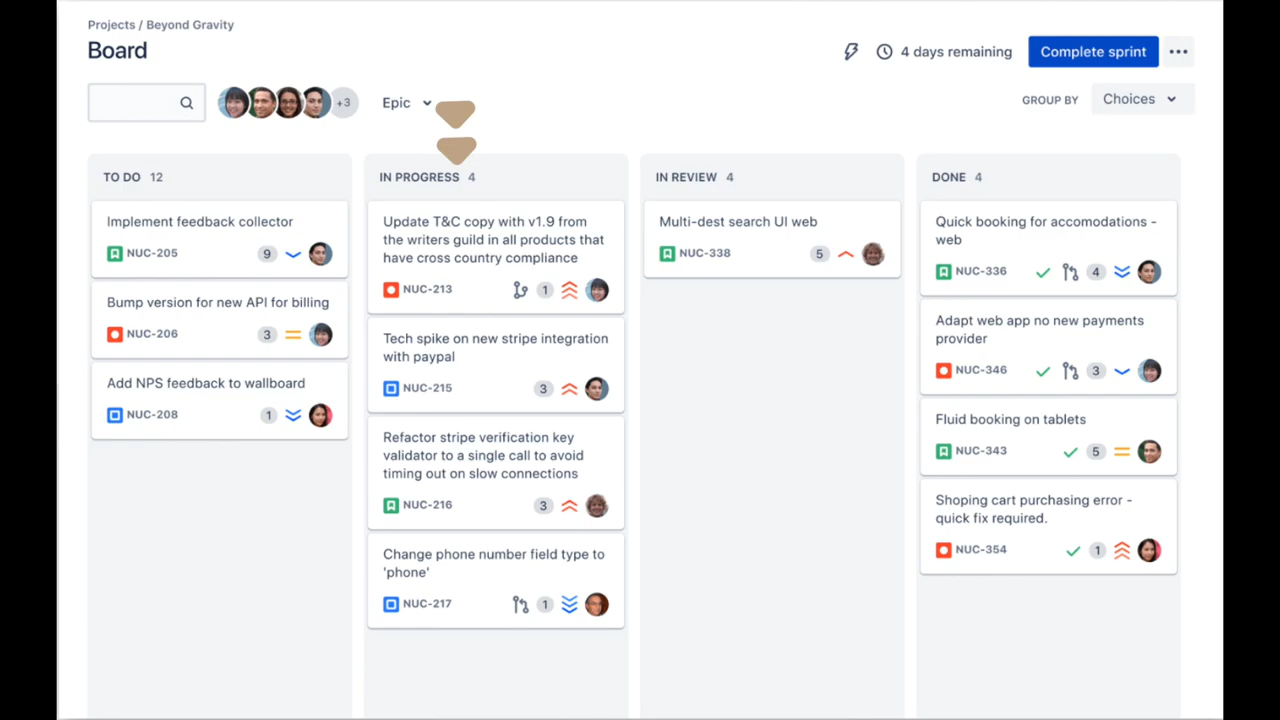 Projects / Beyond Gravity
Board
4 days remaining
Complete sprint
+3
Epic
GROUP BY
Choices
TO DO 12
Implement feedback collector
NUC-205
9
Bump version for new API for billing
NUC-206
3
Add NPS feedback to wallboard
NUC-208
1
IN PROGRESS 4
Update T&C copy with v1.9 from
the writers guild in all products that
have cross country compliance
NUC-213
1
Tech spike on new stripe integration
with paypal
NUC-215
3
Refactor stripe verification key
validator to a single call to avoid
timing out on slow connections
NUC-216
3
Change phone number field type to
'phone'
NUC-217
1
IN REVIEW 4
Multi-dest search UI web
NUC-338
5
DONE 4
Quick booking for accomodations -
web
NUC-336
4
Adapt web app no new payments
provider
NUC-346
3
Fluid booking on tablets
NUC-343
5
Shoping cart purchasing error -
quick fix required.
NUC-354
1